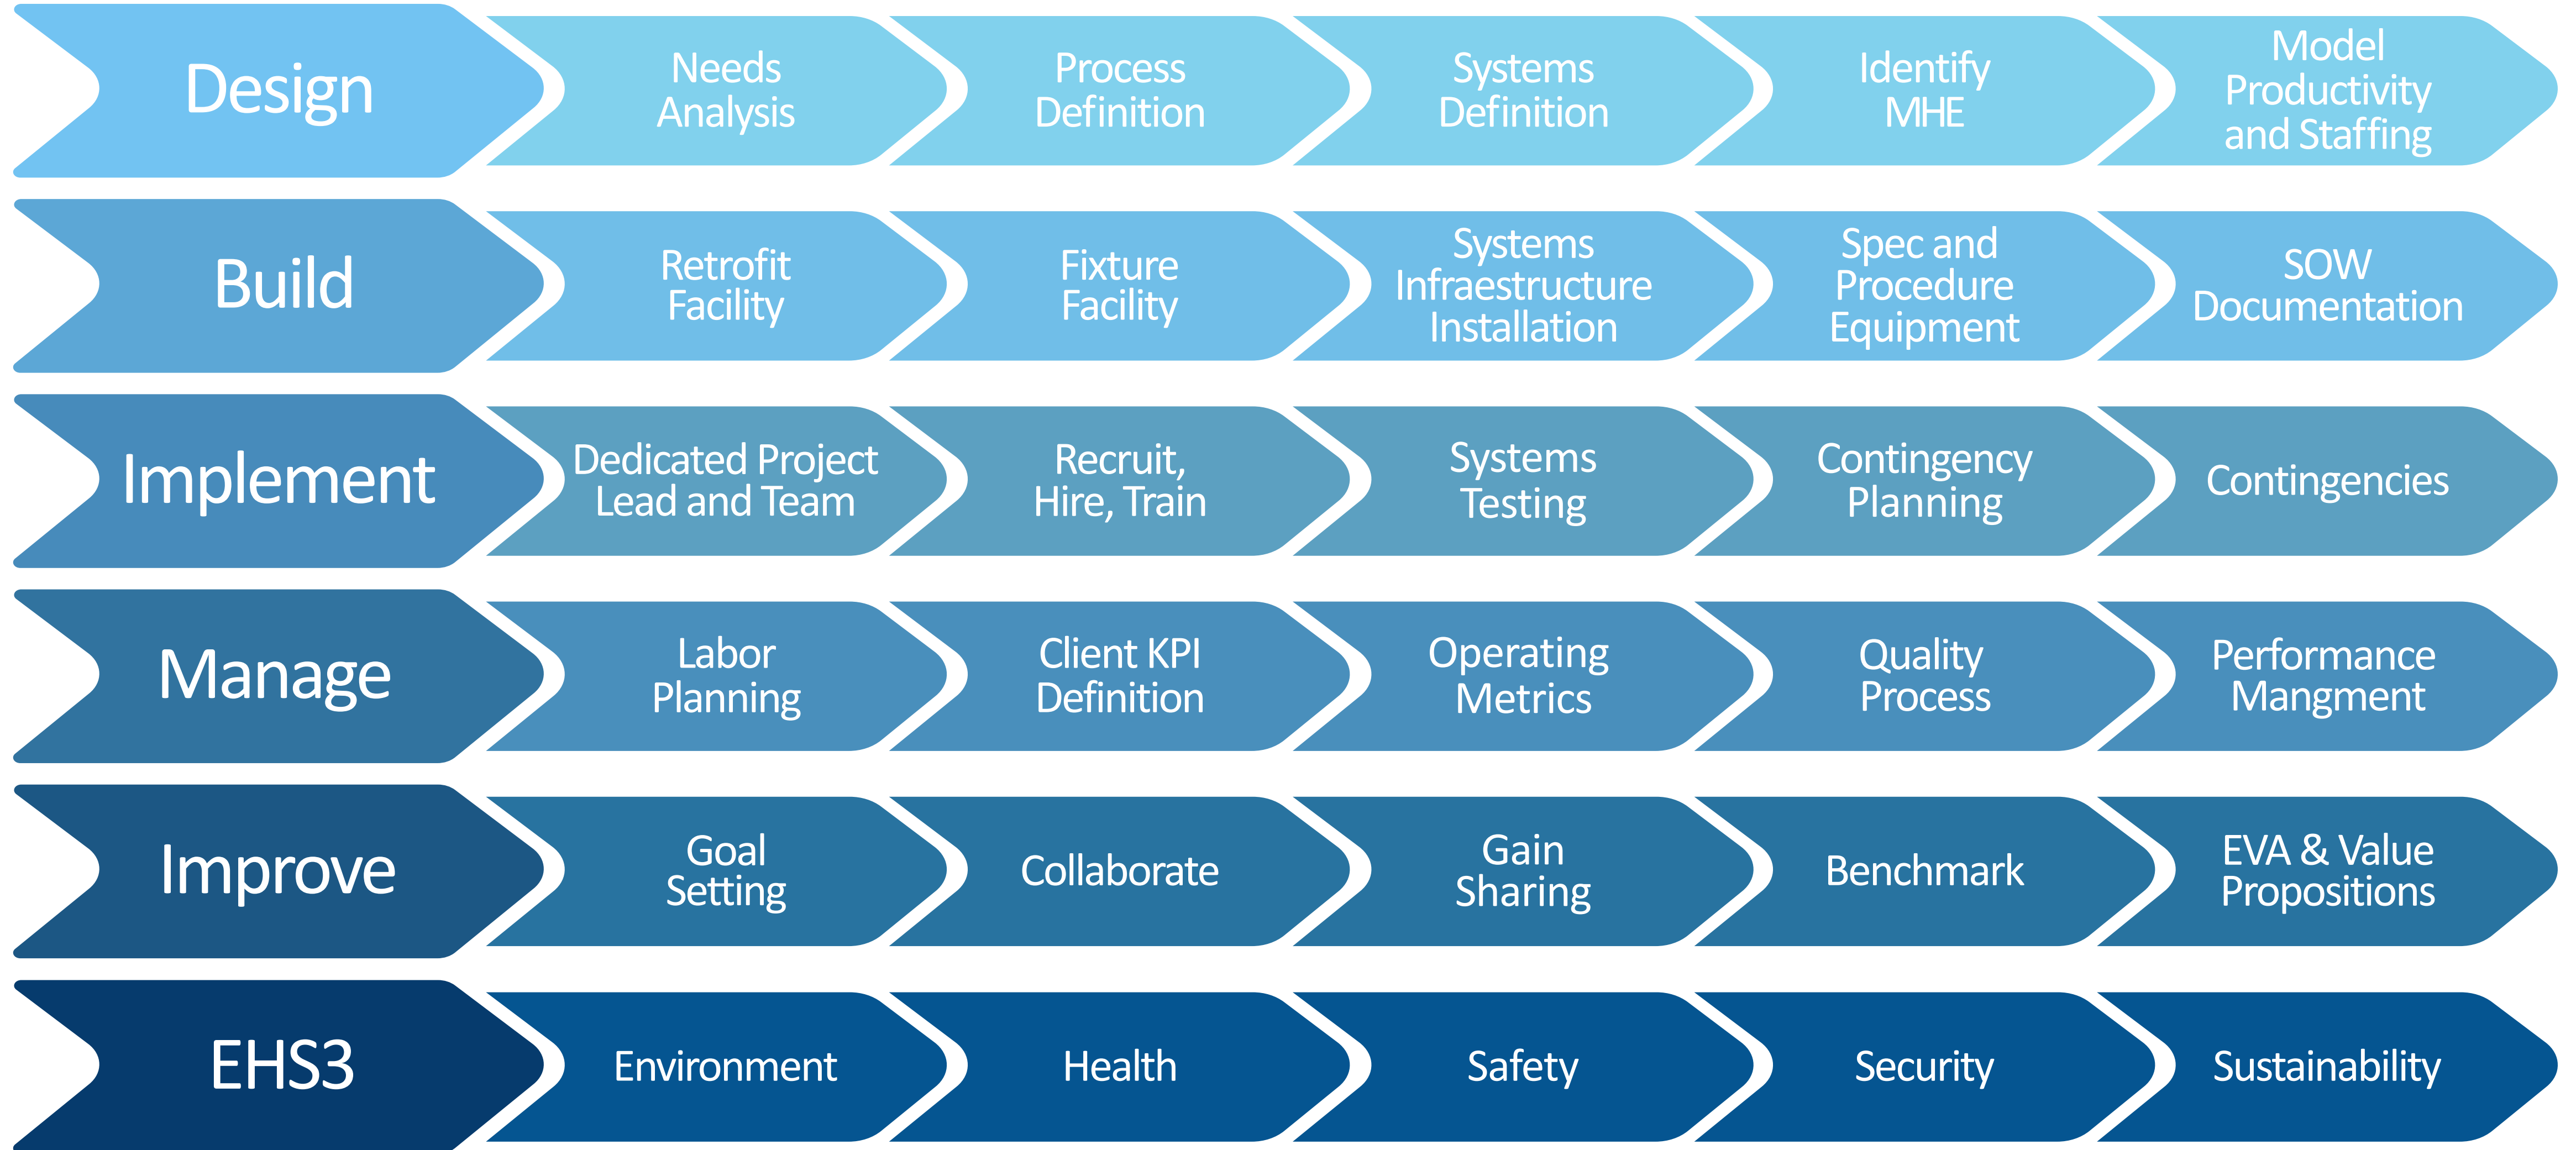 Design
Needs
Analysis
Process
Definition
Systems
Definition
Identify
MHE
Model
Productivity
and Staffing
Build
Retrofit
Facility
Fixture
Facility
Systems
Infraestructure
Installation
Spec and
Procedure
Equipment
SOW
Documentation
Implement
Dedicated Project
Lead and Team
Recruit,
Hire, Train
Systems
Testing
Contingency
Planning
Contingencies
Manage
Labor
Planning
Client KPI
Definition
Operating
Metrics
Quality
Process
Performance
Mangment
Improve
Goal
Setting
Collaborate
Gain
Sharing
Benchmark
EVA & Value
Propositions
EHS3
Environment
Health
Safety
Security
Sustainability